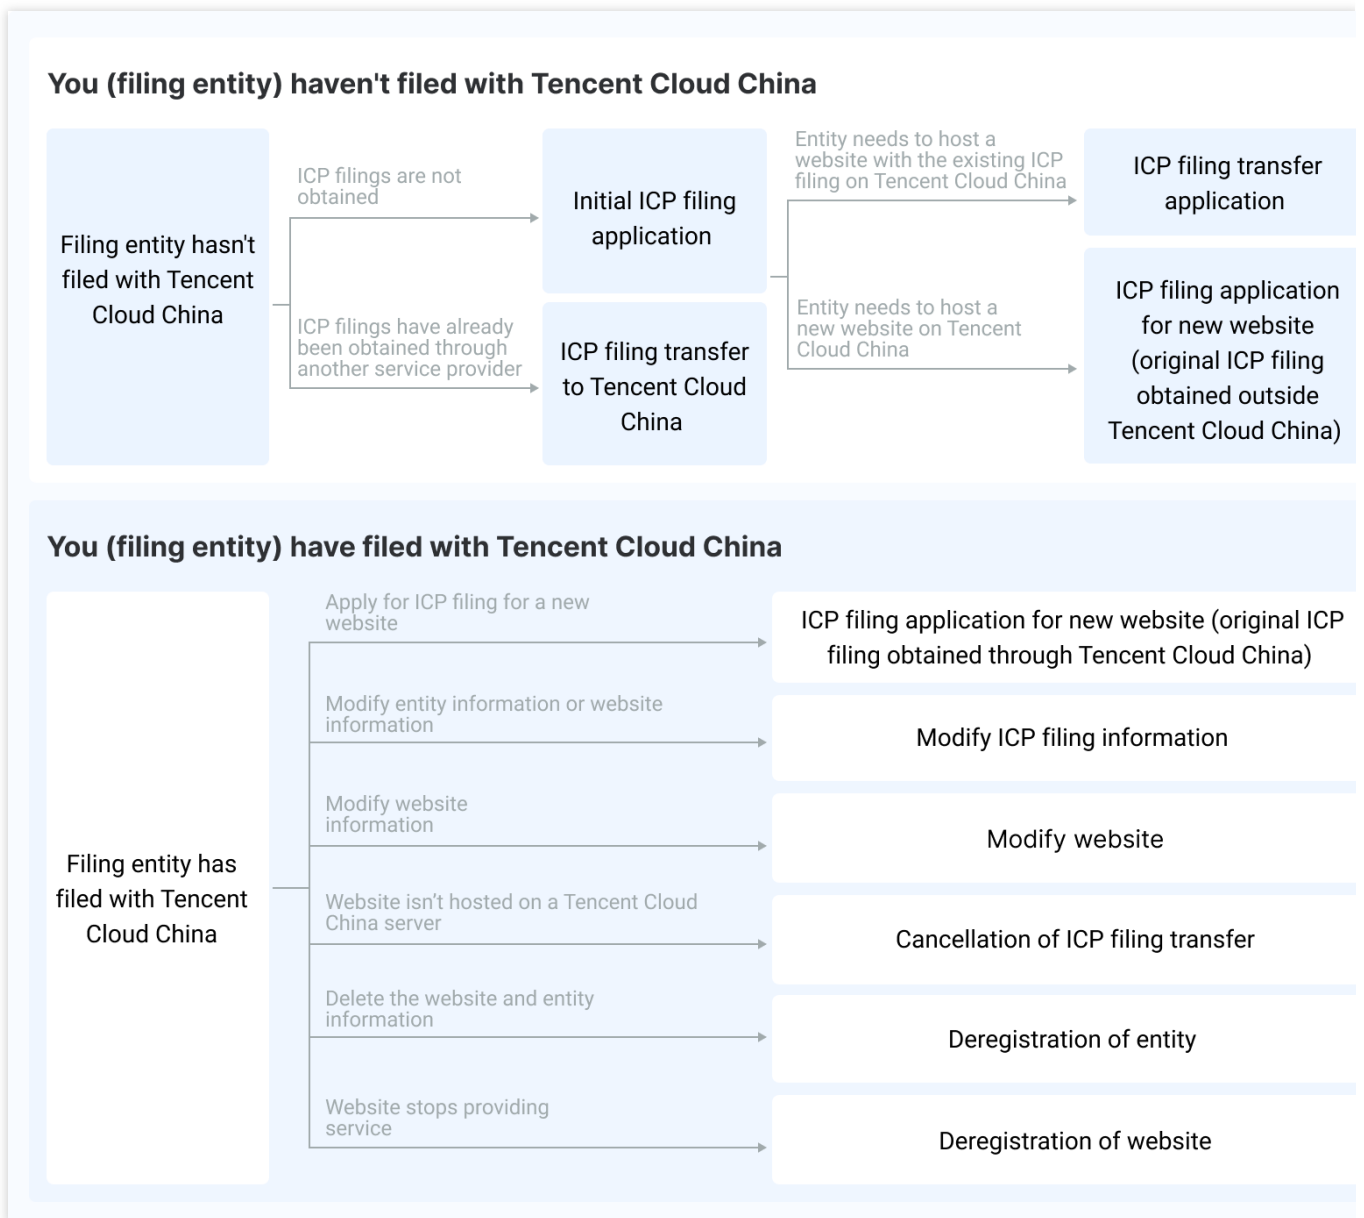 You (filing entity) haven't filed with Tencent Cloud China
Filing entity hasn't
filed with Tencent
Cloud China
ICP filings are not
obtained
ICP filings have already
been obtained through
another service provider
Initial ICP filing
application
ICP filing transfer
to Tencent Cloud
China
Entity needs to host a
website with the existing ICP
filing on Tencent Cloud China
Entity needs to host a
new website on Tencent
Cloud China
ICP filing transfer
application
ICP filing application
for new website
(original ICP filing
obtained outside
Tencent Cloud China)
You (filing entity) have filed with Tencent Cloud China
Filing entity has
filed with Tencent
Cloud China
Apply for ICP filing for a new
website
ICP filing application for new website (original ICP
filing obtained through Tencent Cloud China)
Modify entity information or website
information
Modify ICP filing information
Modify website
information
Modify website
Website isn't hosted on a Tencent Cloud
China server
Cancellation of ICP filing transfer
Delete the website and entity
information
Deregistration of entity
Website stops providing
service
Deregistration of website